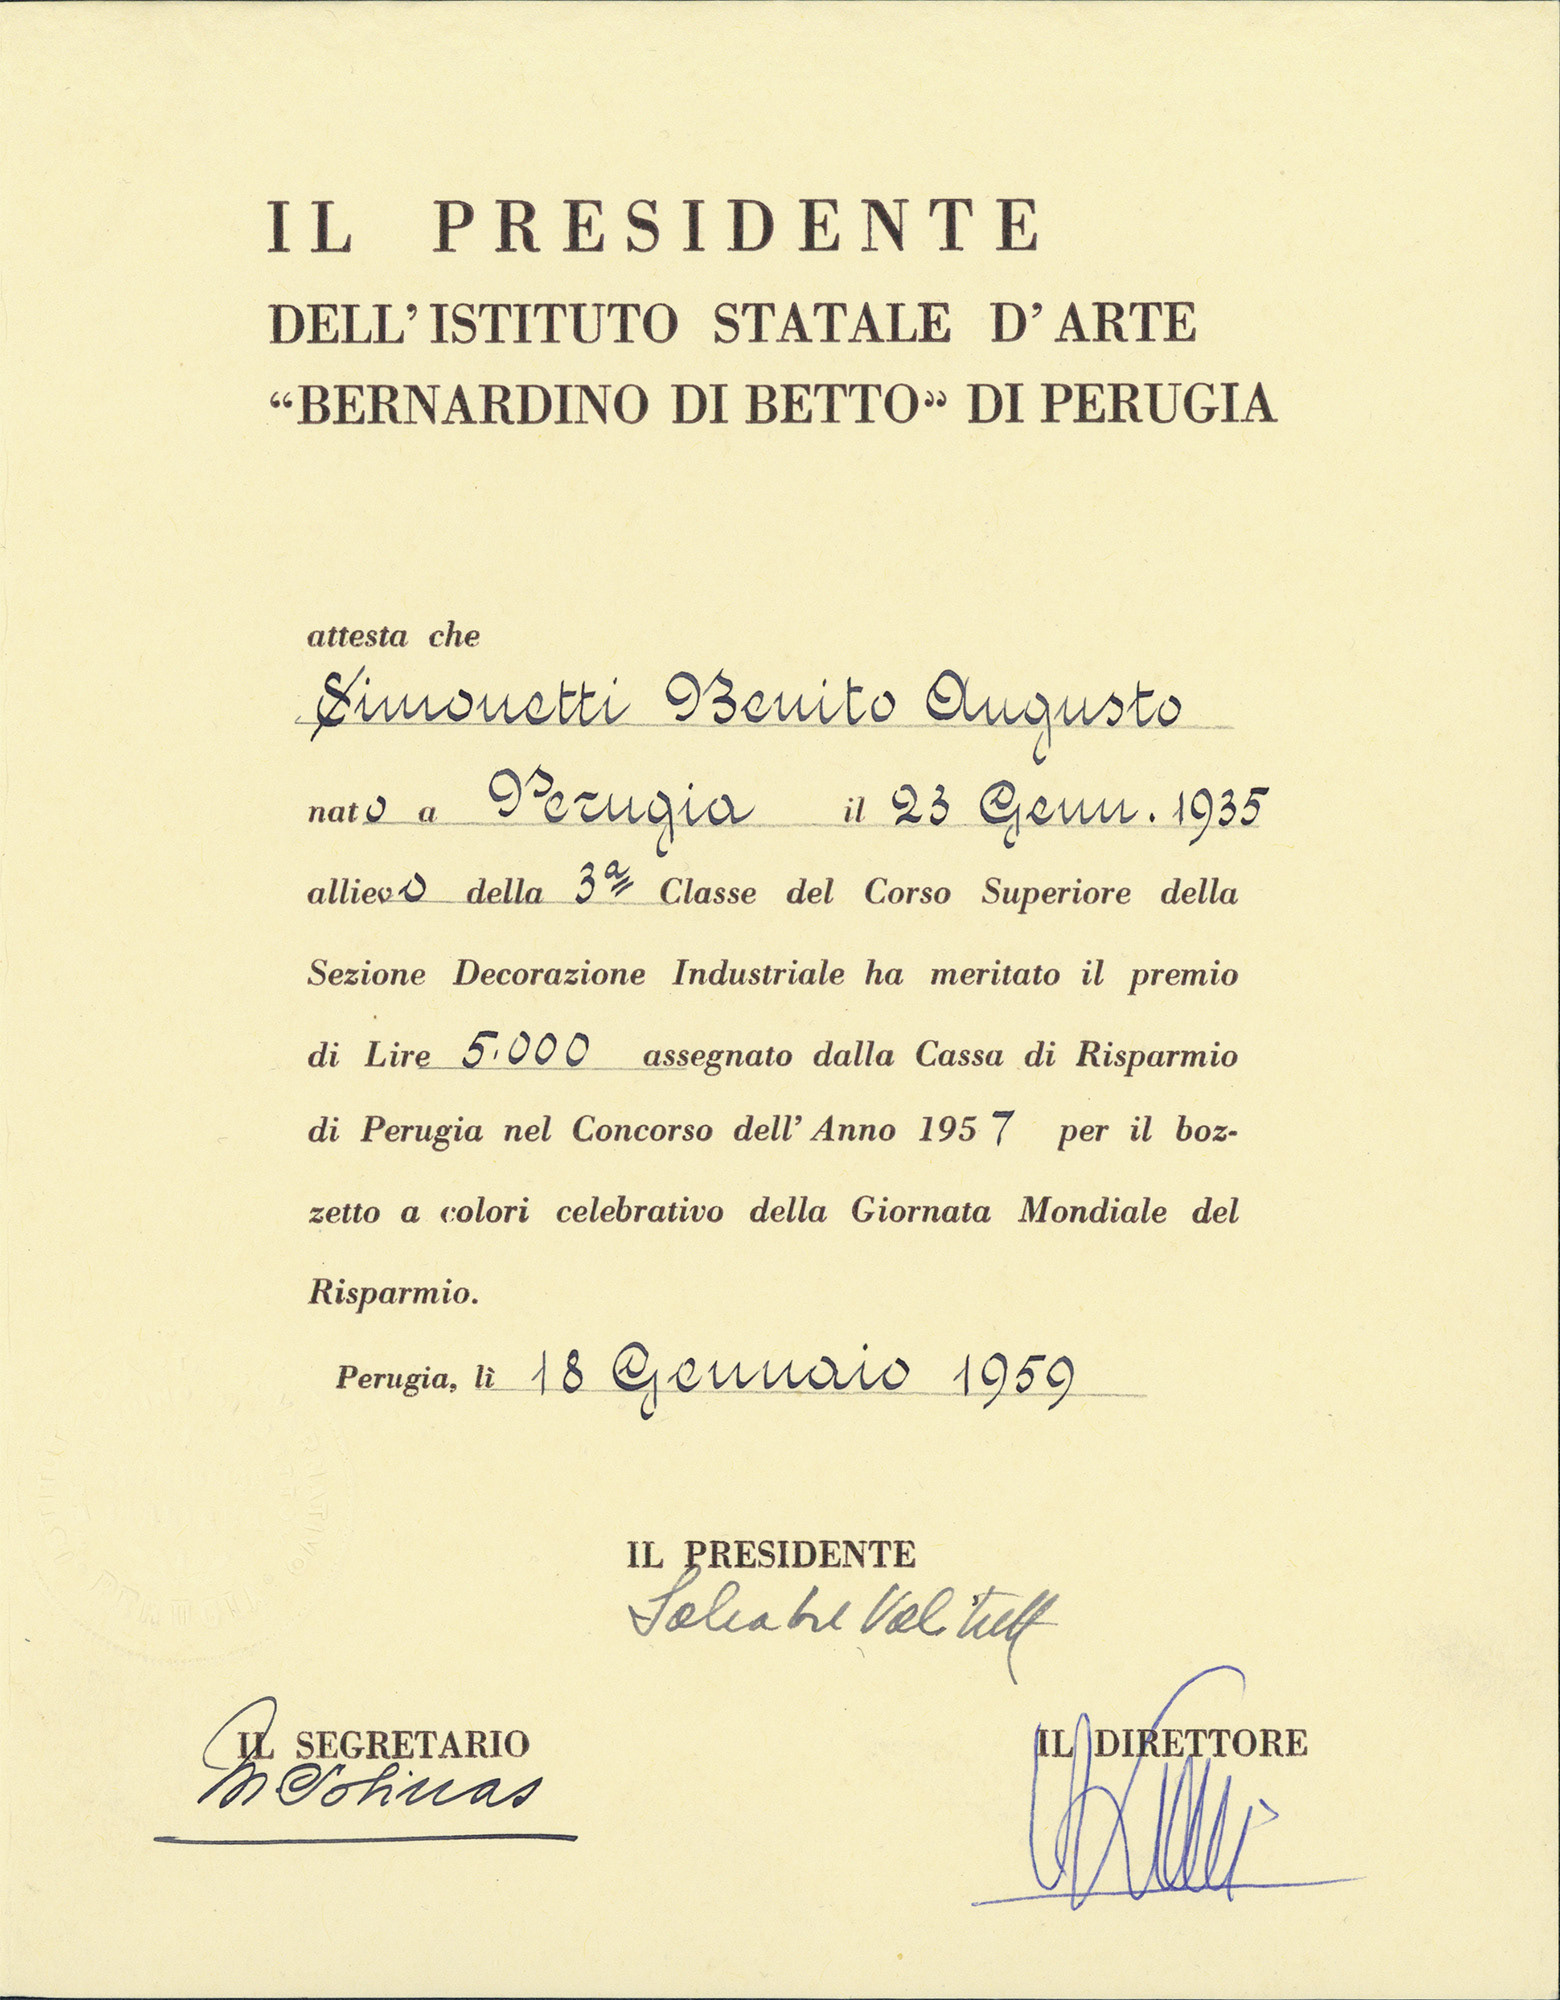 IL PRESIDENTE
DELL'ISTITUTO STATALE D'ARTE
“BERNARDINO DI BETTO” DI PERUGIA
attesta che
Simonetti Benito Augusto
nato a Perugia il 23 Genn. 1935
allievo della 3ª Classe del Corso Superiore della
Sezione Decorazione Industriale ha meritato il premio
di Lire 5.000 assegnato dalla Cassa di Risparmio
di Perugia nel Concorso dell'Anno 1957 per il boz-
zetto a colori celebrativo della Giornata Mondiale del
Risparmio.
Perugia, lì 18 Gennaio 1959
IL PRESIDENTE
Salvatore Valitutti
IL SEGRETARIO
IL DIRETTORE